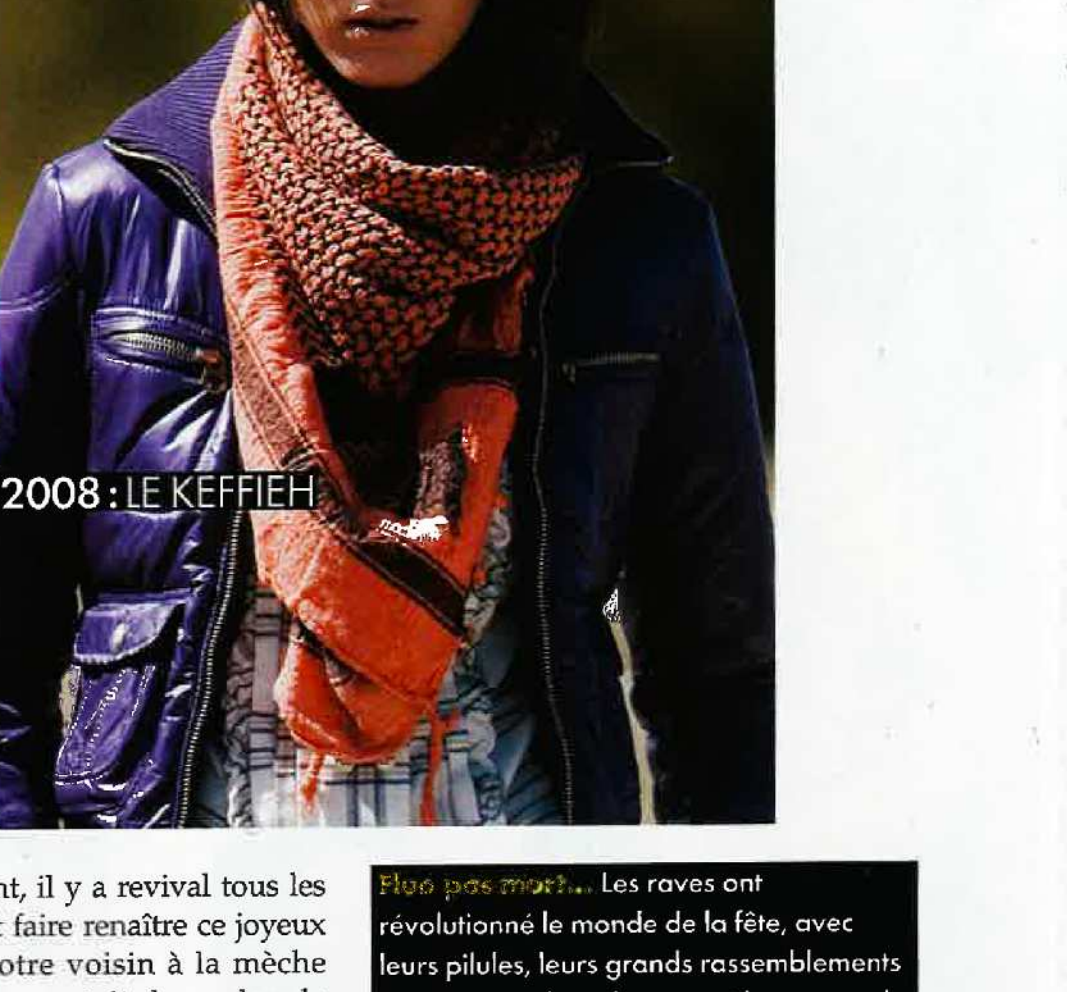 2008 : LE KEFFIEH
nt, il y a revival tous les
faire renaître ce joyeux
otre voisin à la mèche
Fluo pas mort... Les raves ont
révolutionné le monde de la fête, avec
leurs pilules, leurs grands rassemblements